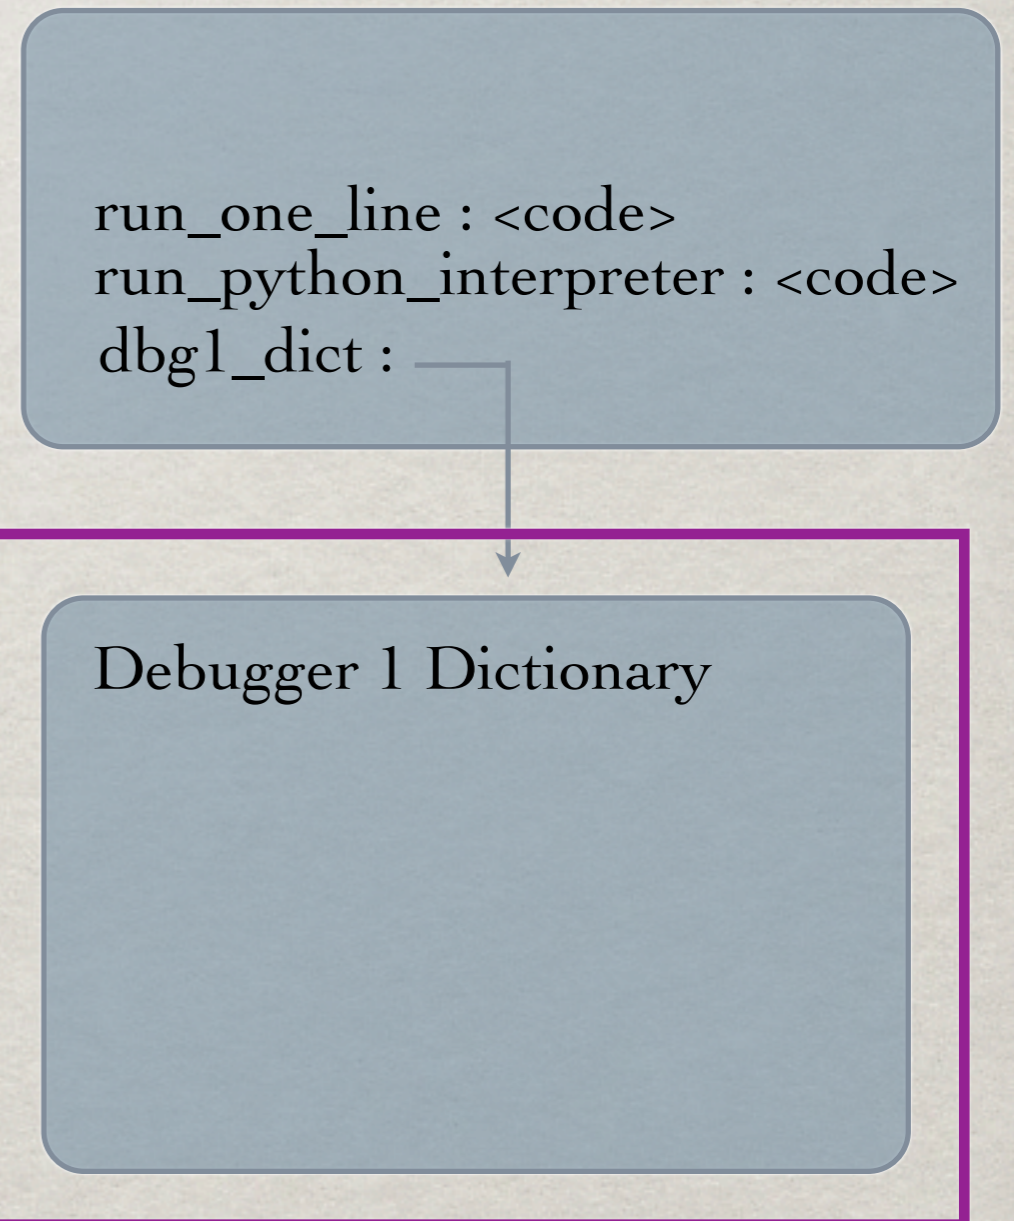 run_one_line : <code>
run_python_interpreter : <code>
dbg1_dict :
Debugger 1 Dictionary